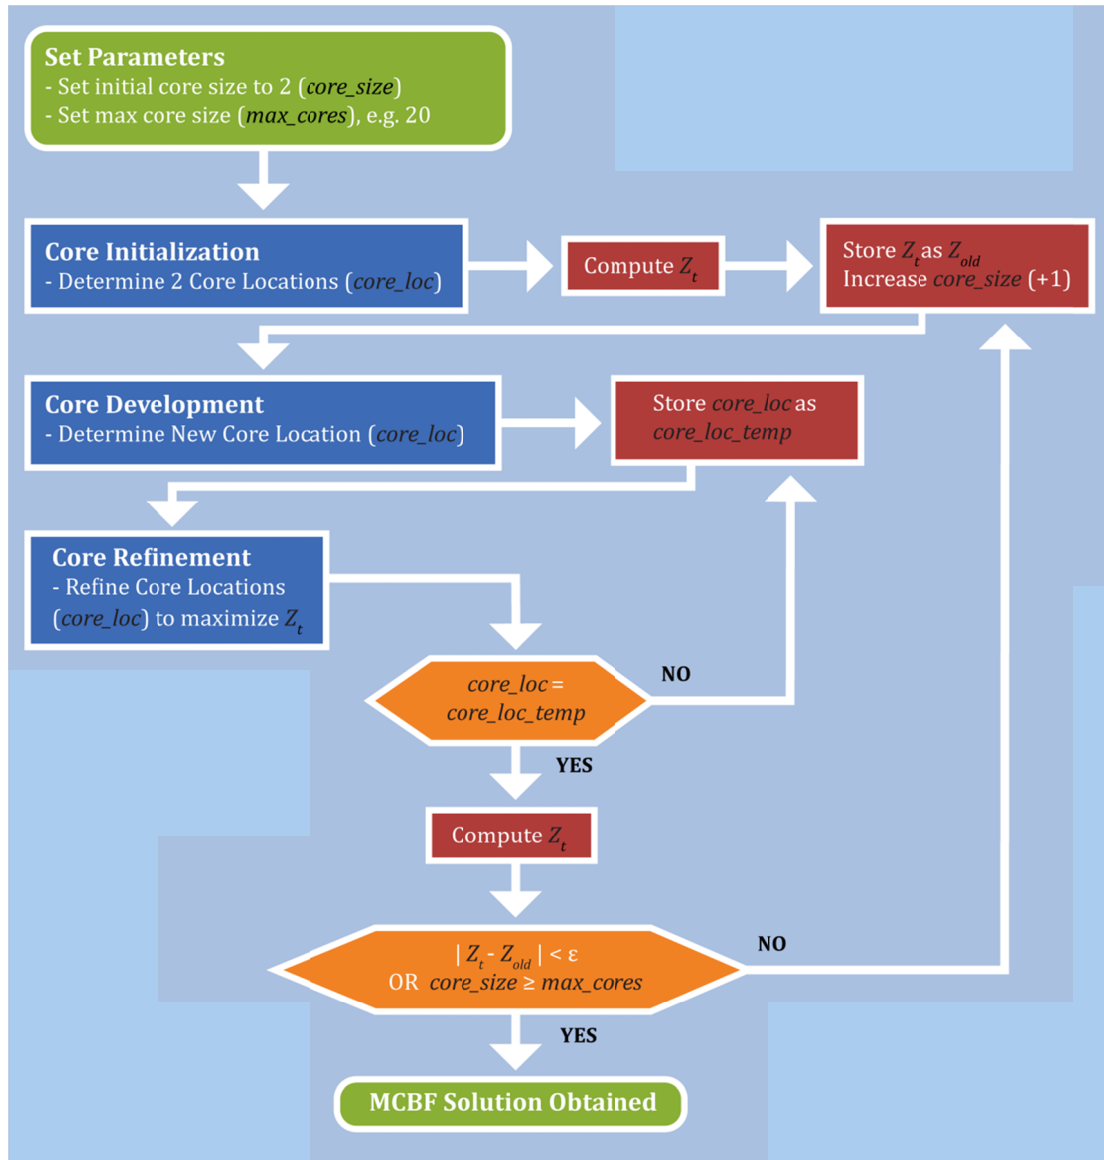 Set Parameters
- Set initial core size to 2 (core_size)
- Set max core size (max_cores), e.g. 20
Core Initialization
- Determine 2 Core Locations (core_loc)
Compute Zt
Store Zt as Zold
Increase core_size (+1)
Core Development
- Determine New Core Location (core_loc)
Store core_loc as
core_loc_temp
Core Refinement
- Refine Core Locations
(core_loc) to maximize Zt
core_loc =
core_loc_temp
NO
YES
Compute Zt
| Zt - Zold | < ε
OR core_size ≥ max_cores
NO
YES
MCBF Solution Obtained